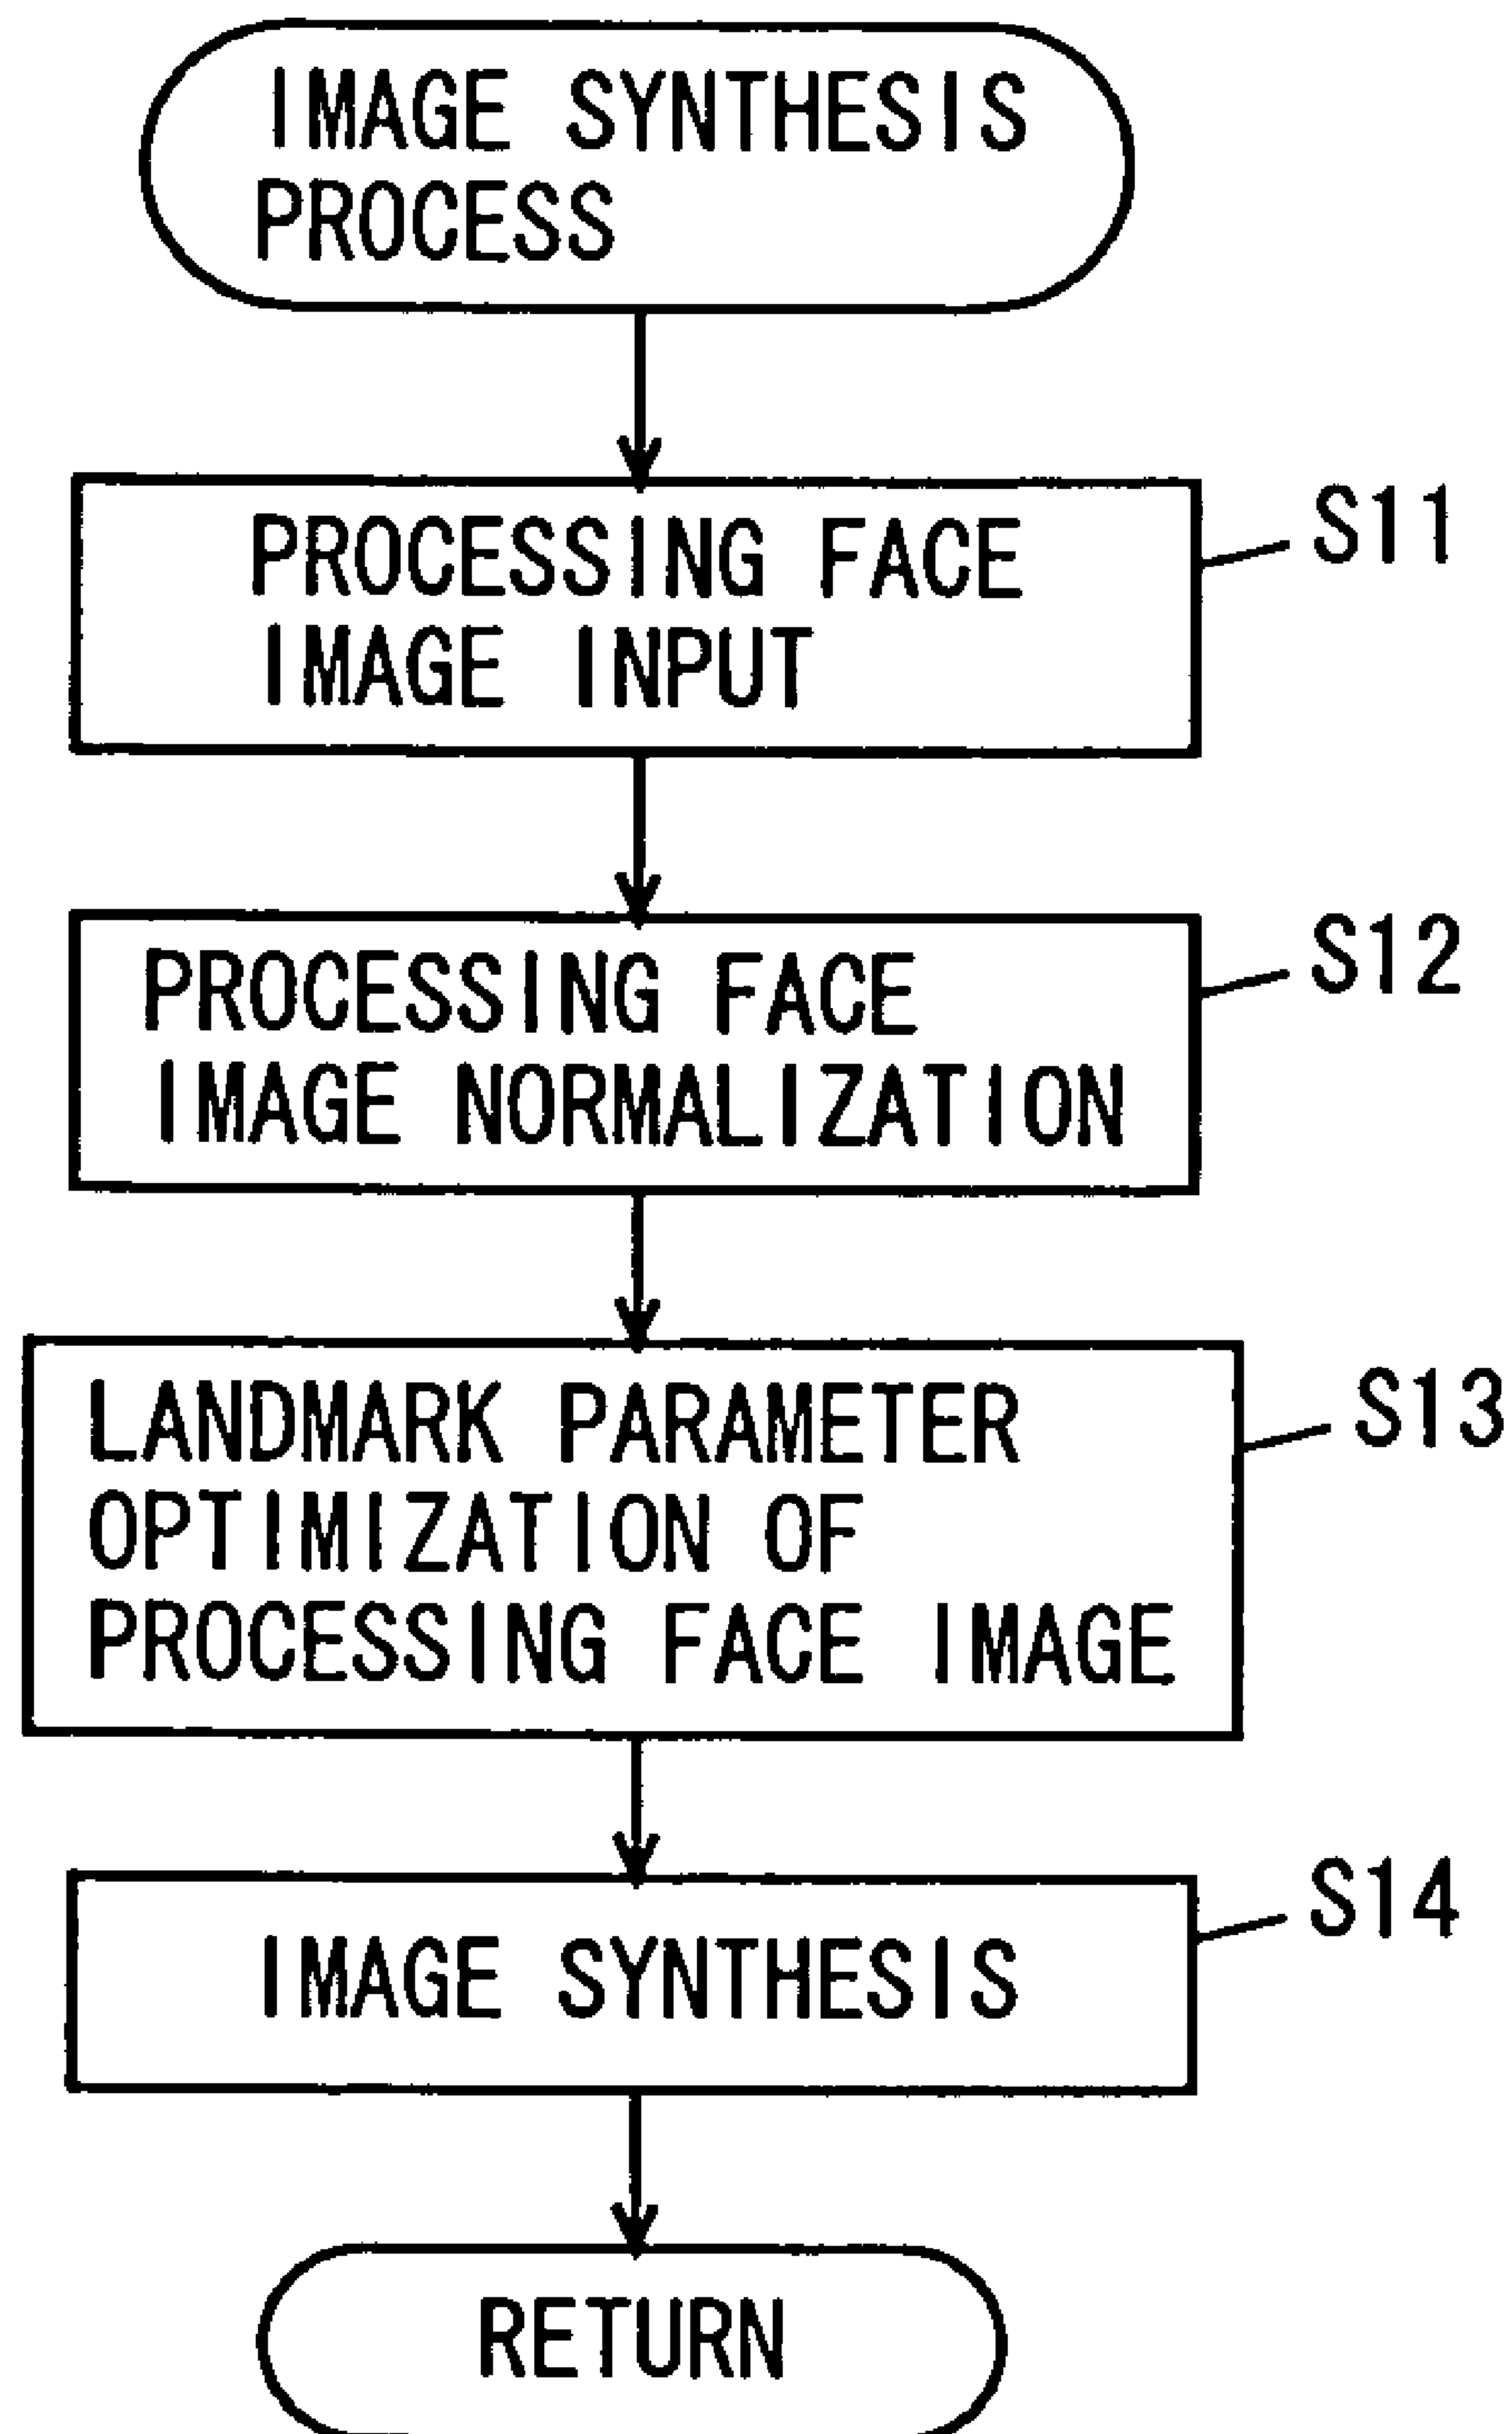 IMAGE SYNTHESIS
PROCESS
PROCESSING FACE
IMAGE INPUT
S11
PROCESSING FACE
IMAGE NORMALIZATION
S12
LANDMARK PARAMETER
OPTIMIZATION OF
PROCESSING FACE IMAGE
S13
IMAGE SYNTHESIS
S14
RETURN